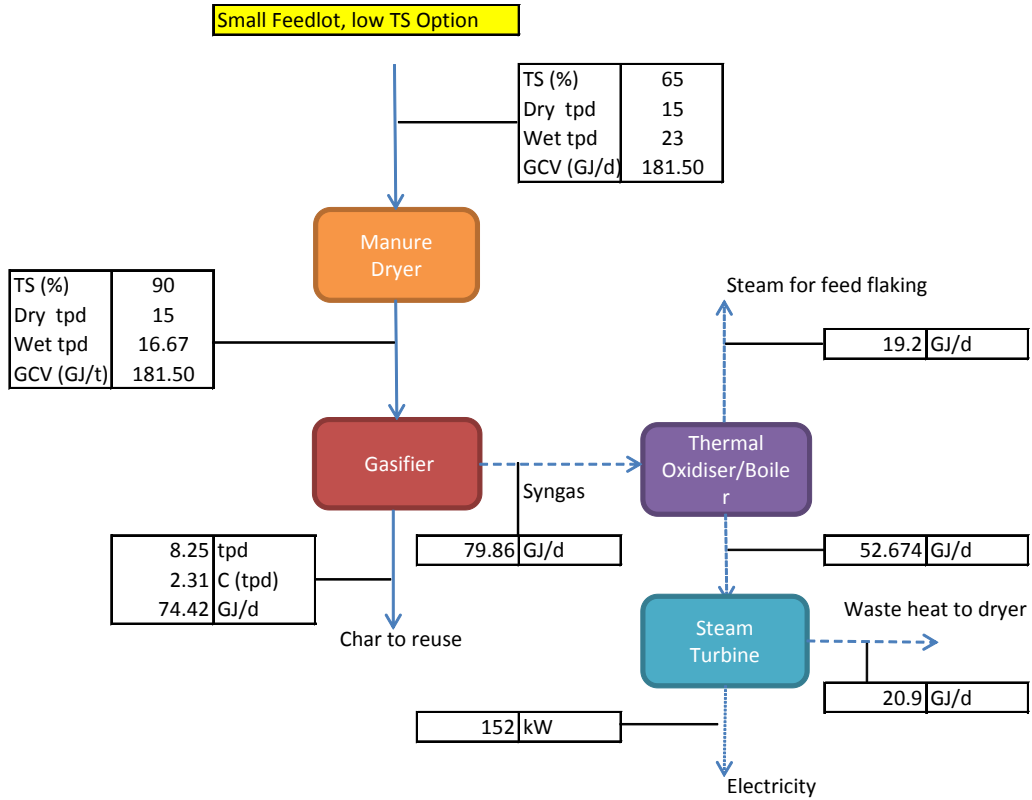 Small Feedlot, low TS Option
TS (%) 65
Dry tpd 15
Wet tpd 23
GCV (GJ/d) 181.50
Manure
Dryer
TS (%) 90
Dry tpd 15
Wet tpd 16.67
GCV (GJ/t) 181.50
Steam for feed flaking
19.2 GJ/d
Gasifier
Thermal
Oxidiser/Boile
r
Syngas
8.25 tpd
2.31 C (tpd)
74.42 GJ/d
79.86 GJ/d
52.674 GJ/d
Char to reuse
Steam
Turbine
Waste heat to dryer
20.9 GJ/d
152 kW
Electricity